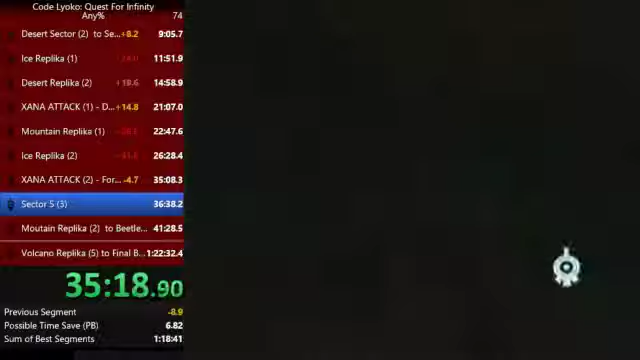 Code Lyoko: Quest For Infinity
Any% 74
Desert Sector (2) to Se...+8.2 9:05.7
Ice Replika (1) 11:51.9
Desert Replika (2) +19.6 14:58.9
XANA ATTACK (1) - D...+14.8 21:07.0
Mountain Replika (1) 22:47.6
Ice Replika (2) 26:28.4
XANA ATTACK (2) - For... -4.7 35:08.3
Sector 5 (3) 36:38.2
Moutain Replika (2) to Beetle... 41:28.5
Volcano Replika (5) to Final B... 1:22:32.4
35:18.90
Previous Segment -8.9
Possible Time Save (PB) 6.82
Sum of Best Segments 1:18:41